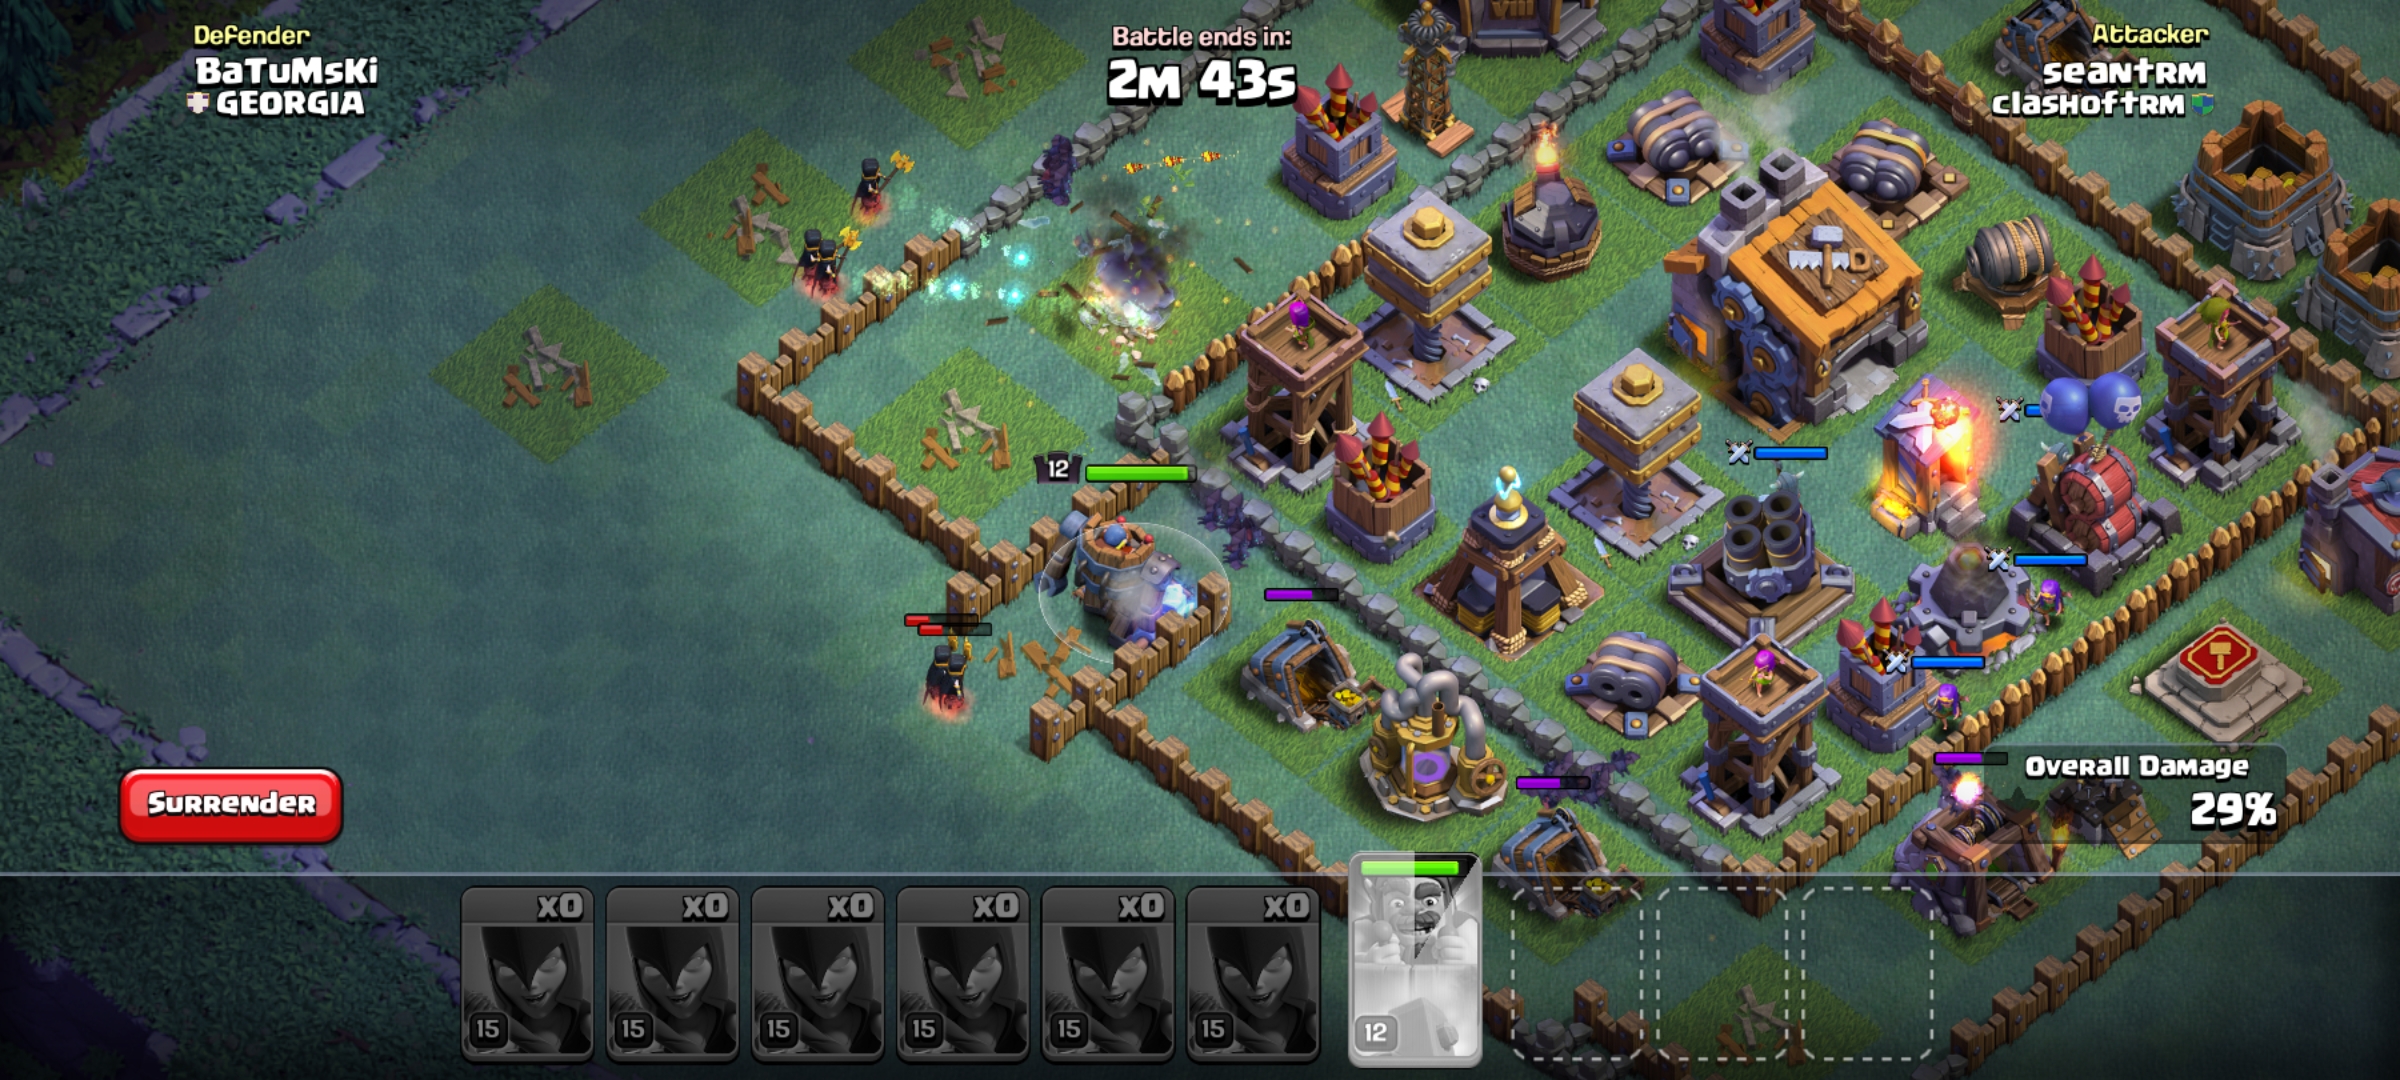 Defender
BaTuMsKi
GEORGIA
Battle ends in:
2M 43s
Attacker
seantRM
clashoftRM
VIII
12
Surrender
Overall Damage
29%
x0
x0
x0
x0
x0
x0
15
15
15
15
15
15
12